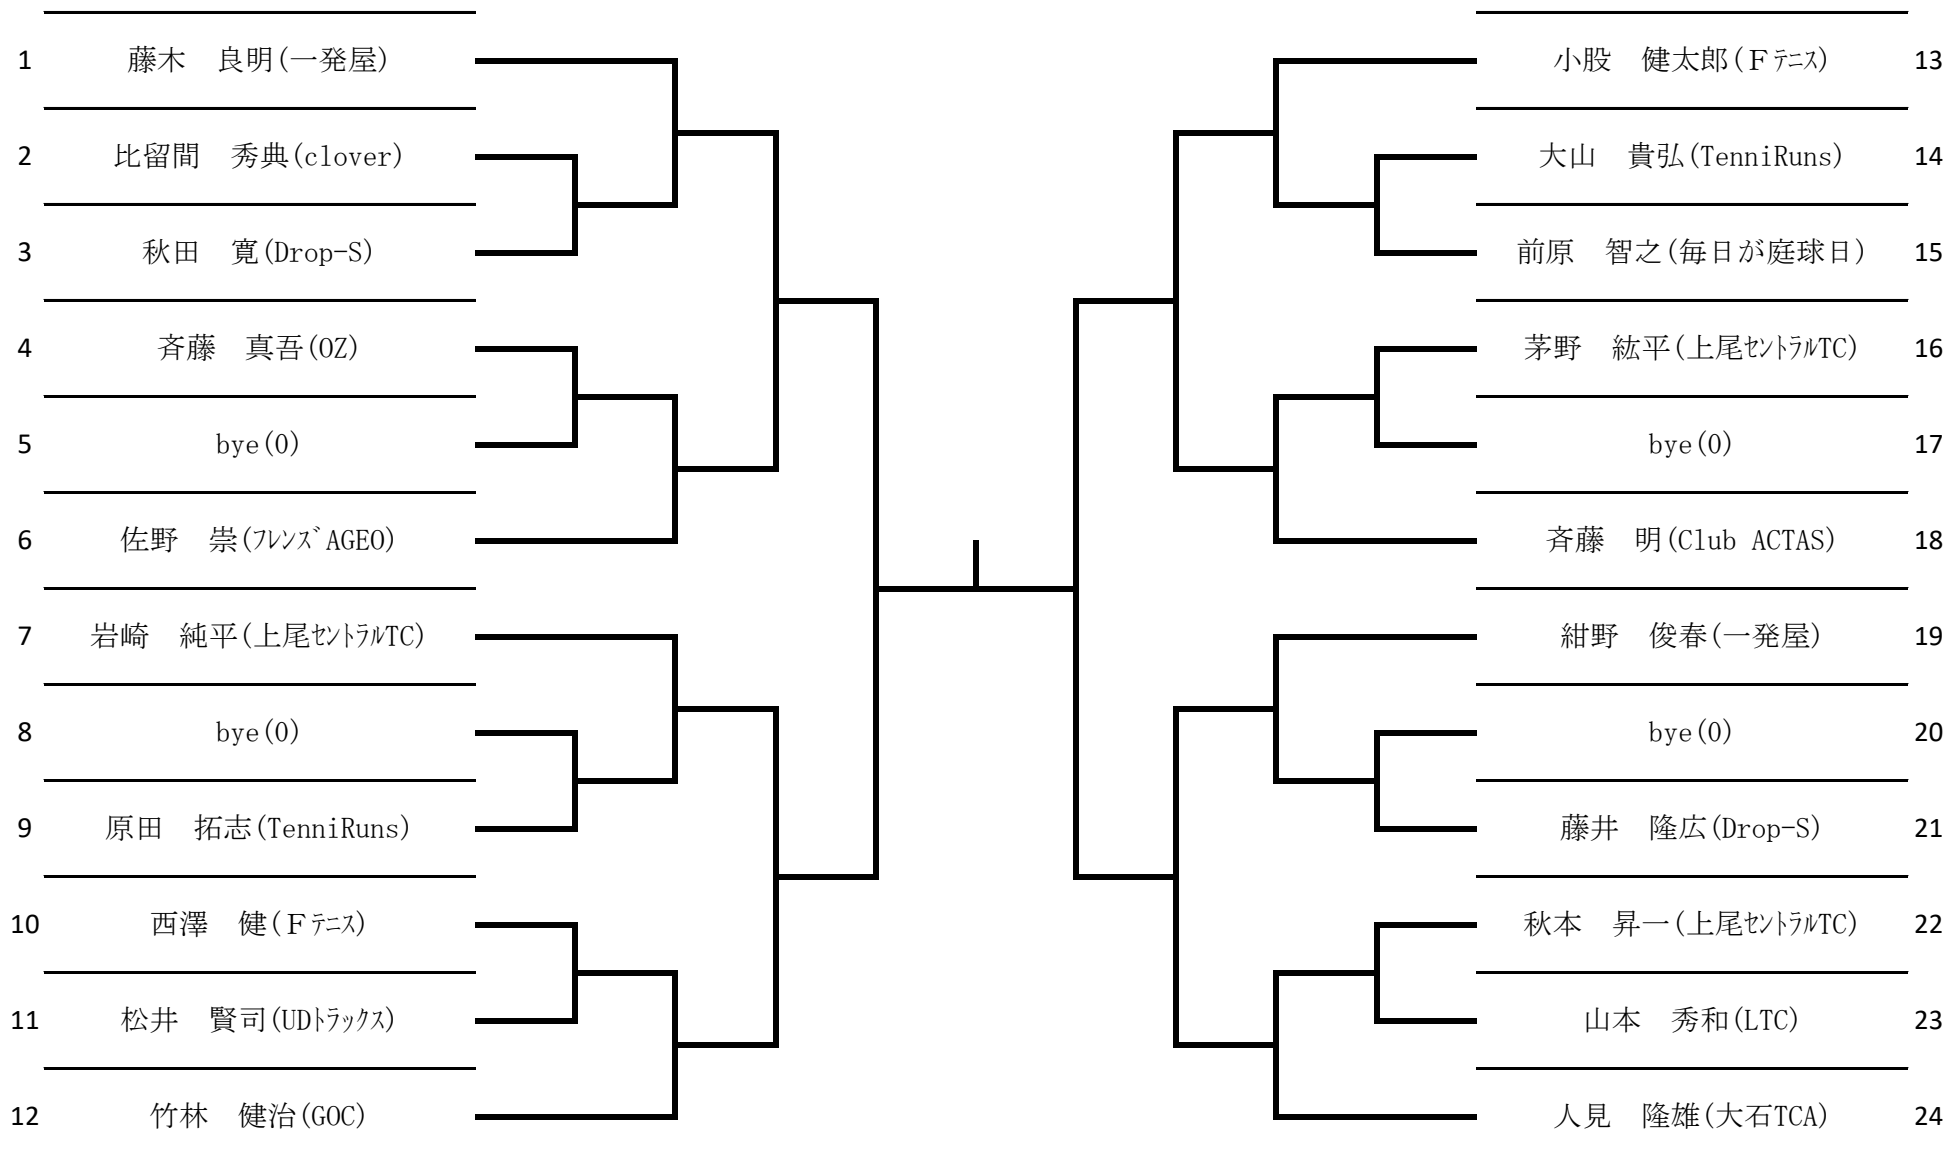 1 藤木　良明(一発屋)
2 比留間　秀典(clover)
3 秋田　寛(Drop-S)
4 斉藤　真吾(OZ)
5 bye(0)
6 佐野　崇(ﾌﾚﾝｽﾞAGEO)
7 岩崎　純平(上尾ｾﾝﾄﾗﾙTC)
8 bye(0)
9 原田　拓志(TenniRuns)
10 西澤　健(Ｆﾃﾆｽ)
11 松井　賢司(UDﾄﾗｯｸｽ)
12 竹林　健治(GOC)
小股　健太郎(Ｆﾃﾆｽ) 13
大山　貴弘(TenniRuns) 14
前原　智之(毎日が庭球日) 15
茅野　紘平(上尾ｾﾝﾄﾗﾙTC) 16
bye(0) 17
斉藤　明(Club ACTAS) 18
紺野　俊春(一発屋) 19
bye(0) 20
藤井　隆広(Drop-S) 21
秋本　昇一(上尾ｾﾝﾄﾗﾙTC) 22
山本　秀和(LTC) 23
人見　隆雄(大石TCA) 24